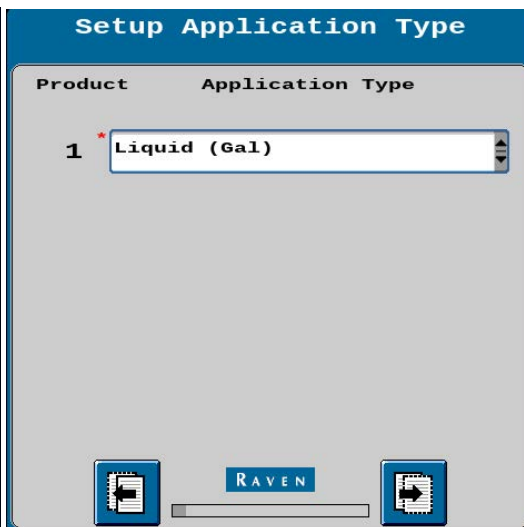 Setup Application Type
Product Application Type
1 * Liquid (Gal)
RAVEN